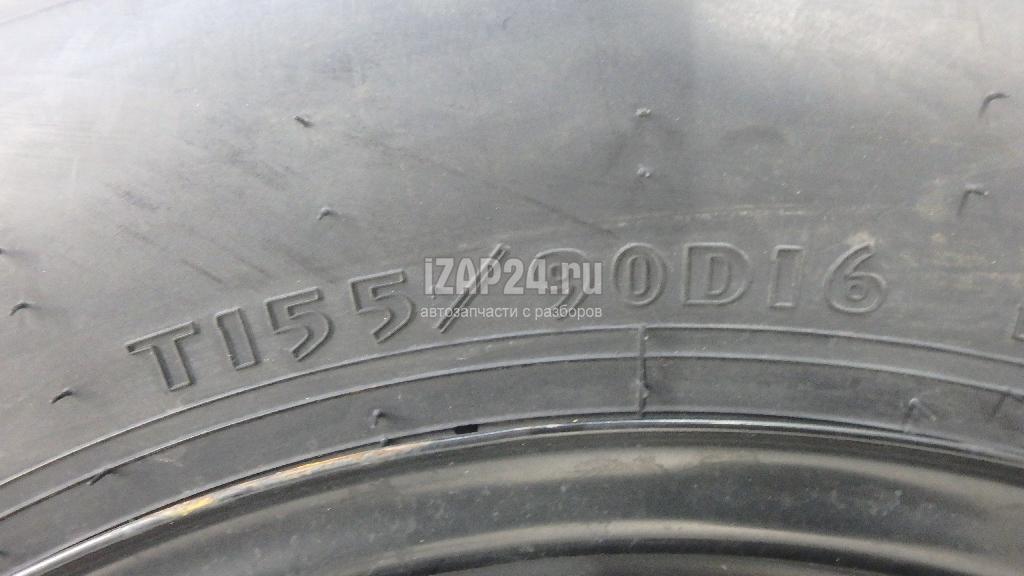 T155/90D16
iZAP24.ru
автозапчасти с разборов